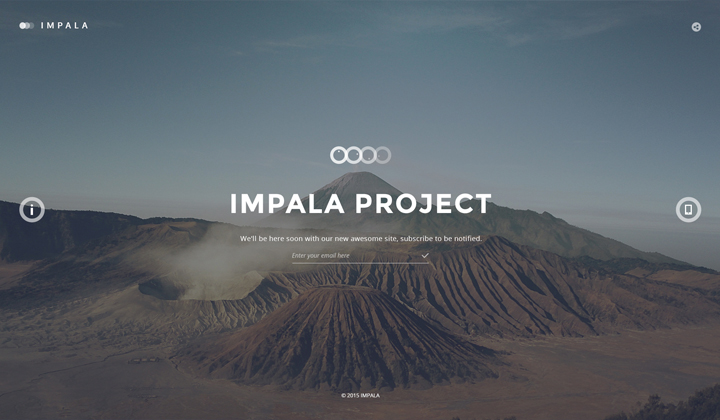 IMPALA
IMPALA PROJECT
We'll be here soon with our new awesome site, subscribe to be notified.
Enter your email here
© 2015 IMPALA